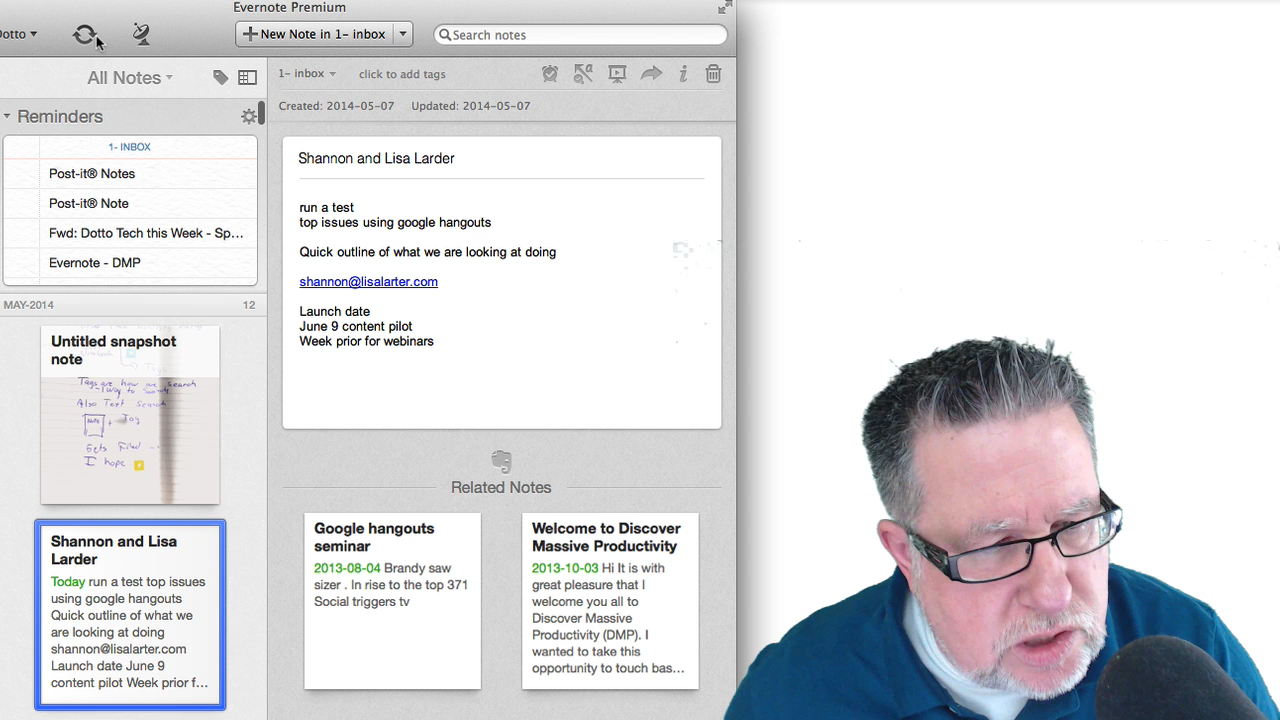 Evernote Premium
Dotto
New Note in 1- inbox
Search notes
All Notes
1- inbox
click to add tags
Created: 2014-05-07
Updated: 2014-05-07
Reminders
1- INBOX
Post-it® Notes
Post-it® Note
Fwd: Dotto Tech this Week - Sp...
Evernote - DMP
MAY-2014
12
Untitled snapshot
note
Tags are how we search
Also Text Search
Gets Filed
I hope
Shannon and Lisa
Larder
Today run a test top issues
using google hangouts
Quick outline of what we
are looking at doing
shannon@lisalarter.com
Launch date June 9
content pilot Week prior f...
Shannon and Lisa Larder
run a test
top issues using google hangouts
Quick outline of what we are looking at doing
shannon@lisalarter.com
Launch date
June 9 content pilot
Week prior for webinars
Related Notes
Google hangouts
seminar
2013-08-04 Brandy saw
sizer . In rise to the top 371
Social triggers tv
Welcome to Discover
Massive Productivity
2013-10-03 Hi It is with
great pleasure that I
welcome you all to
Discover Massive
Productivity (DMP). I
wanted to take this
opportunity to touch bas...